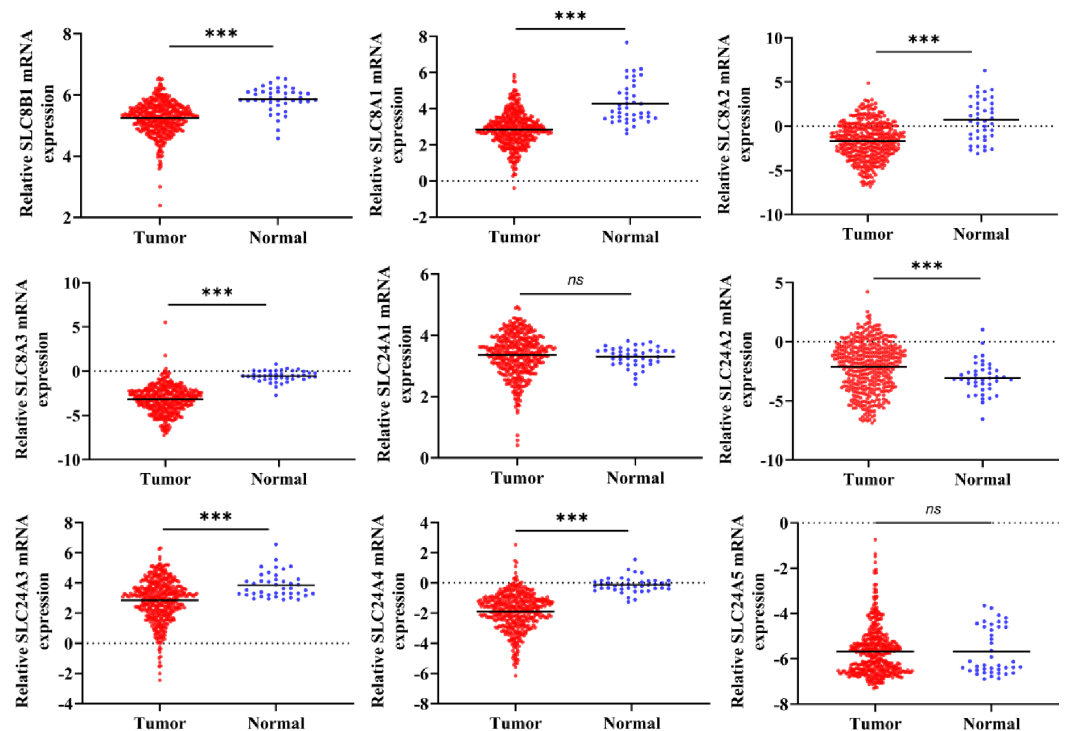 Relative SLC8B1 mRNA
expression
8
6
4
2
***
Tumor
Normal
Relative SLC8A1 mRNA
expression
8
6
4
2
0
-2
***
Tumor
Normal
Relative SLC8A2 mRNA
expression
10
5
0
-5
-10
***
Tumor
Normal
Relative SLC8A3 mRNA
expression
10
5
0
-5
-10
***
Tumor
Normal
Relative SLC24A1 mRNA
expression
6
4
2
0
ns
Tumor
Normal
Relative SLC24A2 mRNA
expression
5
0
-5
-10
***
Tumor
Normal
Relative SLC24A3 mRNA
expression
8
6
4
2
0
-2
-4
***
Tumor
Normal
Relative SLC24A4 mRNA
expression
4
2
0
-2
-4
-6
-8
***
Tumor
Normal
Relative SLC24A5 mRNA
expression
0
-2
-4
-6
-8
ns
Tumor
Normal